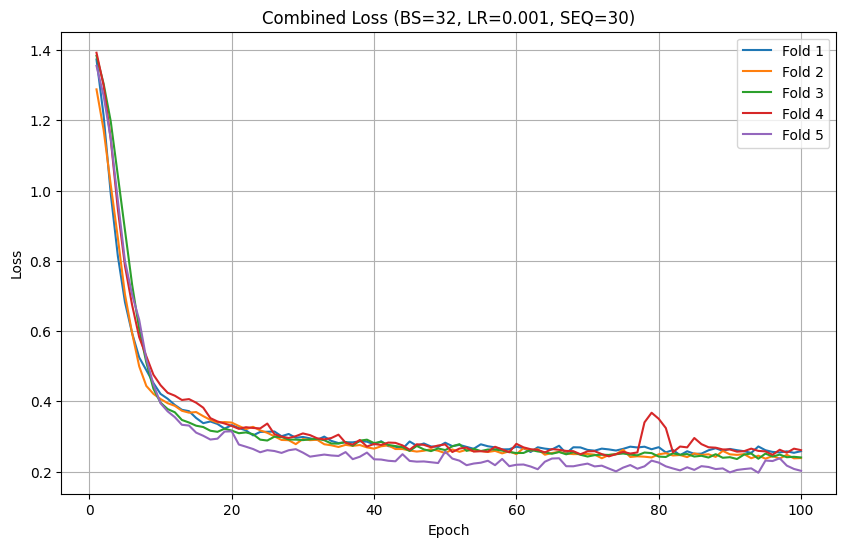 Combined Loss (BS=32, LR=0.001, SEQ=30)
Fold 1
Fold 2
Fold 3
Fold 4
Fold 5
Loss
1.4
1.2
1.0
0.8
0.6
0.4
0.2
0 20 40 60 80 100
Epoch